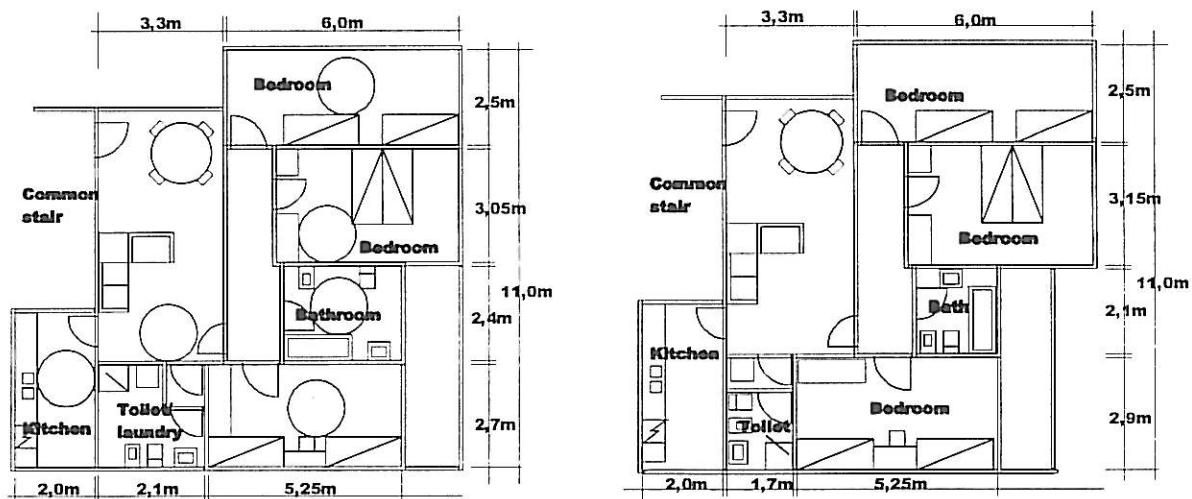 3,3m
6,0m
Bedroom
2,5m
Common
stair
3,05m
Bedroom
11,0m
Bathroom
2,4m
Toilet
laundry
Kitchen
2,7m
2,0m
2,1m
5,25m
3,3m
6,0m
Bedroom
2,5m
Common
stair
3,15m
Bedroom
11,0m
Bath
2,1m
Kitchen
Bedroom
Toilet
2,9m
2,0m
1,7m
5,25m